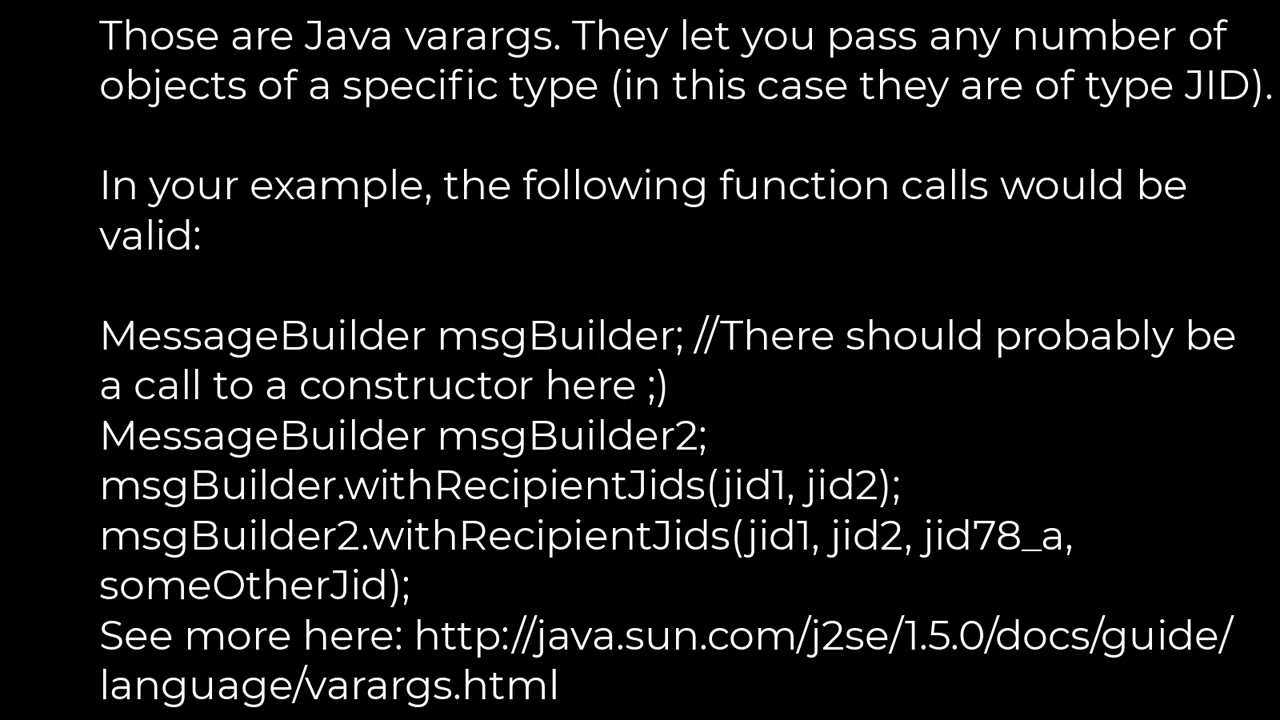 Those are Java varargs. They let you pass any number of
objects of a specific type (in this case they are of type JID).
In your example, the following function calls would be
valid:
MessageBuilder msgBuilder; //There should probably be
a call to a constructor here ;)
MessageBuilder msgBuilder2;
msgBuilder.withRecipientJids(jid1, jid2);
msgBuilder2.withRecipientJids(jid1, jid2, jid78_a,
someOtherJid);
See more here: http://java.sun.com/j2se/1.5.0/docs/guide/
language/varargs.html